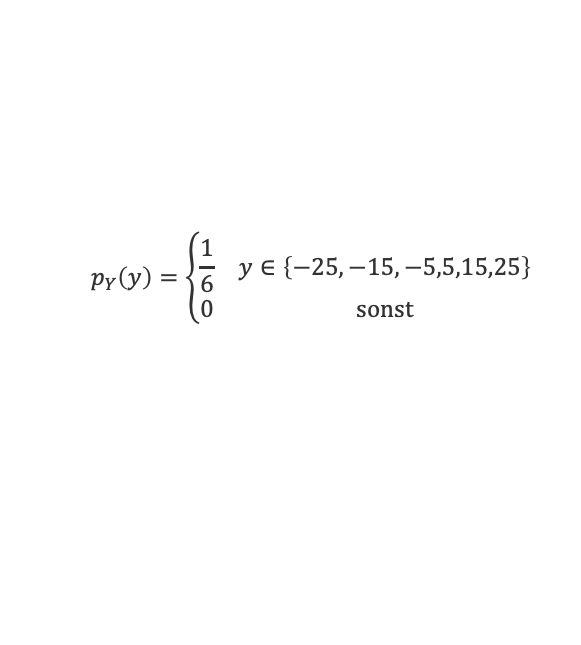 p_Y(y) = { 1/6 y ∈ {−25, −15, −5,5,15,25}
0 sonst